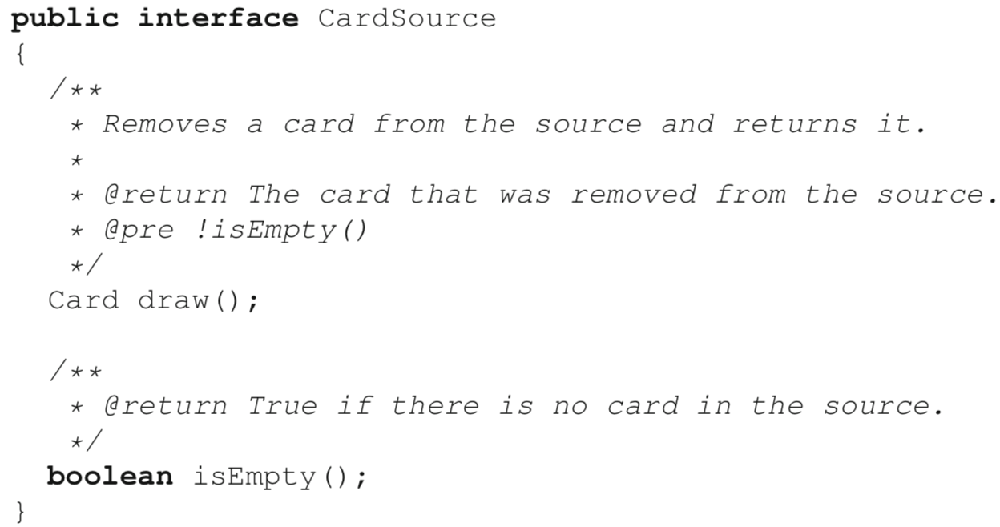 public interface CardSource
{
  /**
   * Removes a card from the source and returns it.
   *
   * @return The card that was removed from the source.
   * @pre !isEmpty()
   */
  Card draw();

  /**
   * @return True if there is no card in the source.
   */
  boolean isEmpty();
}